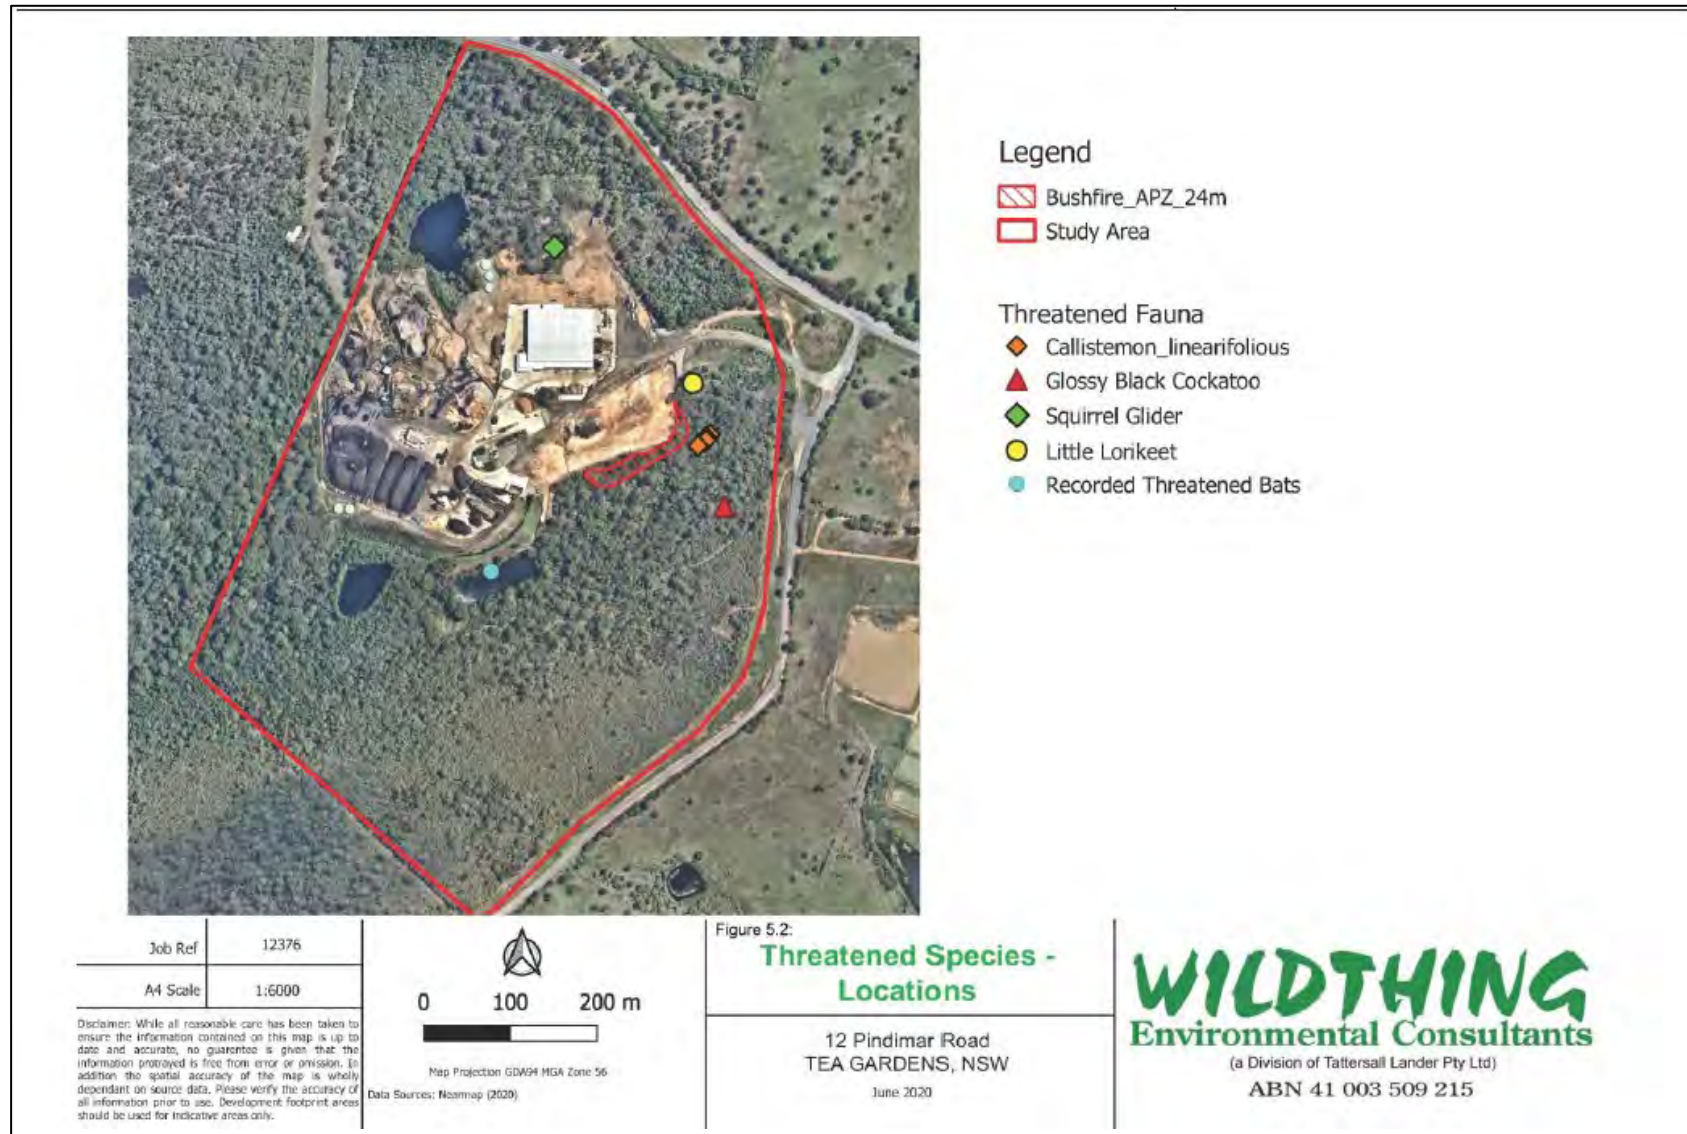 Legend
Bushfire_APZ_24m
Study Area
Threatened Fauna
Callistemon_linearifolious
Glossy Black Cockatoo
Squirrel Glider
Little Lorikeet
Recorded Threatened Bats
Job Ref
12376
A4 Scale
1:6000
Disclaimer: While all reasonable care has been taken to
ensure the information contained on this map is up to
date and accurate, no guarantee is given that the
information protrayed is free from error or omission. In
addition the spatial accuracy of the map is wholly
dependant on source data. Please verify the accuracy of
all information prior to use. Development footprint areas
should be used for indicative areas only.
0 100 200 m
Map Projection GDA94 MGA Zone 56
Data Sources: Nearmap (2020)
Figure 5.2:
Threatened Species -
Locations
12 Pindimar Road
TEA GARDENS, NSW
June 2020
WILDTHING
Environmental Consultants
(a Division of Tattersall Lander Pty Ltd)
ABN 41 003 509 215